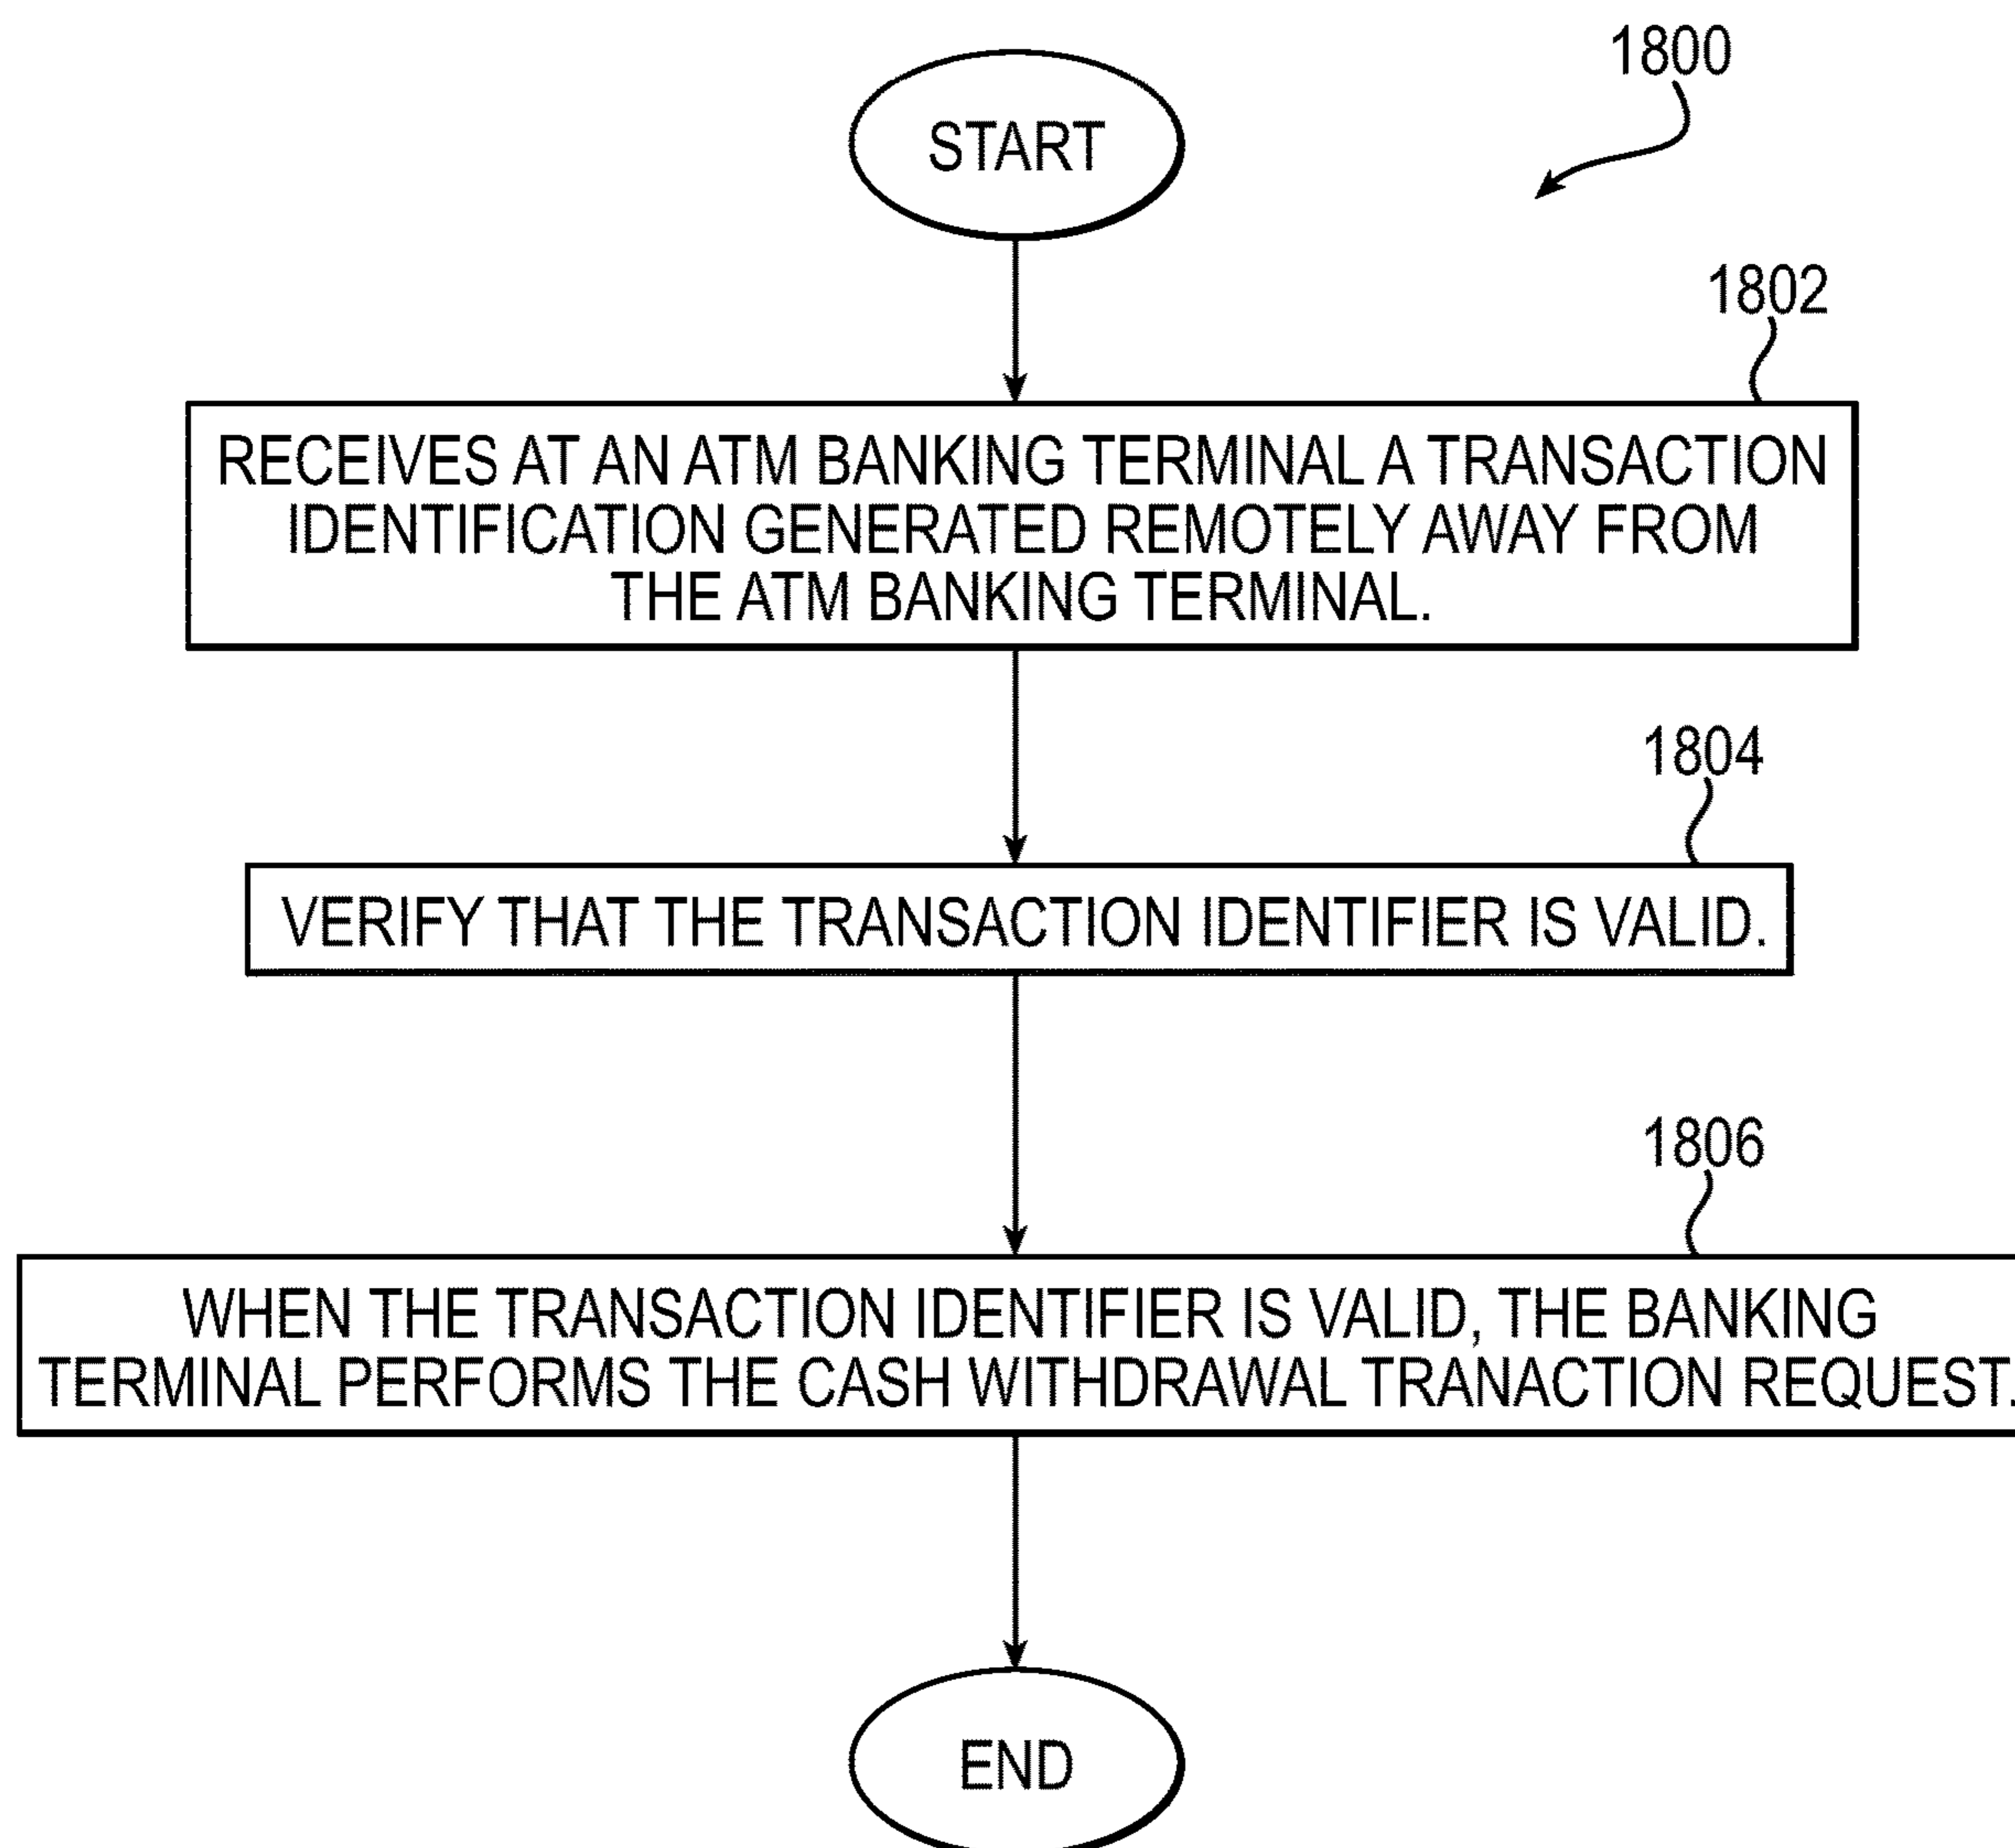 1800
START
1802
RECEIVES AT AN ATM BANKING TERMINAL A TRANSACTION
IDENTIFICATION GENERATED REMOTELY AWAY FROM
THE ATM BANKING TERMINAL.
1804
VERIFY THAT THE TRANSACTION IDENTIFIER IS VALID.
1806
WHEN THE TRANSACTION IDENTIFIER IS VALID, THE BANKING
TERMINAL PERFORMS THE CASH WITHDRAWAL TRANACTION REQUEST.
END